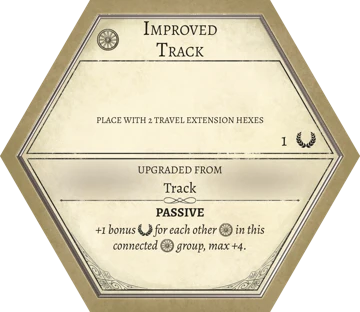 IMPROVED
TRACK
PLACE WITH 2 TRAVEL EXTENSION HEXES
1
UPGRADED FROM
Track
PASSIVE
+1 bonus for each other in this
connected group, max +4.